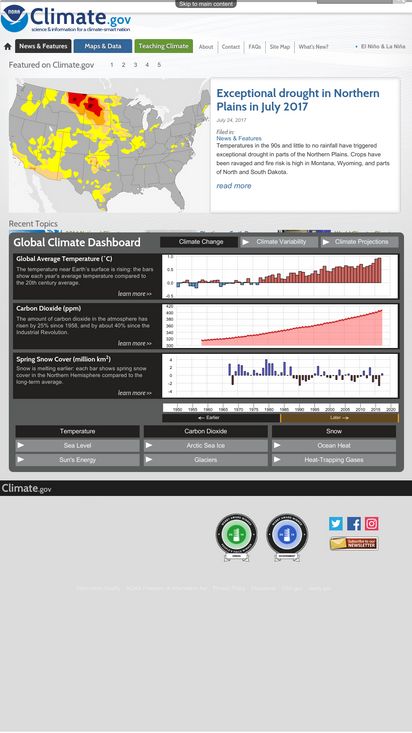 Skip to main content
NOAA
Climate.gov
science & information for a climate-smart nation
News & Features
Maps & Data
Teaching Climate
About
Contact
FAQs
Site Map
What's New?
El Niño & La Niña
Featured on Climate.gov
1 2 3 4 5
Exceptional drought in Northern
Plains in July 2017
July 24, 2017
Filed in:
News & Features
Temperatures in the 90s and little to no rainfall have triggered
exceptional drought in parts of the Northern Plains. Crops have
been ravaged and fire risk is high in Montana, Wyoming, and parts
of North and South Dakota.
read more
Recent Topics
Global Climate Dashboard
Climate Change
Climate Variability
Climate Projections
Global Average Temperature (°C)
The temperature near Earth's surface is rising: the bars
show each year's average temperature compared to
the 20th century average.
learn more >>
1.0
0.5
0.0
-0.5
Carbon Dioxide (ppm)
The amount of carbon dioxide in the atmosphere has
risen by 25% since 1958, and by about 40% since the
Industrial Revolution.
learn more >>
420
400
380
360
340
320
300
Spring Snow Cover (million km²)
Snow is melting earlier: each bar shows spring snow
cover in the Northern Hemisphere compared to the
long-term average.
learn more >>
4
2
0
-2
-4
1950 1955 1960 1965 1970 1975 1980 1985 1990 1995 2000 2005 2010 2015 2020
<-- Earlier
Later -->
Temperature
Carbon Dioxide
Snow
Sea Level
Arctic Sea Ice
Ocean Heat
Sun's Energy
Glaciers
Heat-Trapping Gases
Climate.gov
Subscribe to our
NEWSLETTER